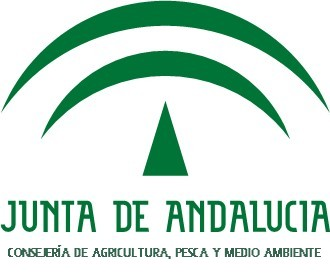 JUNTA DE ANDALUCIA
CONSEJERÍA DE AGRICULTURA, PESCA Y MEDIO AMBIENTE